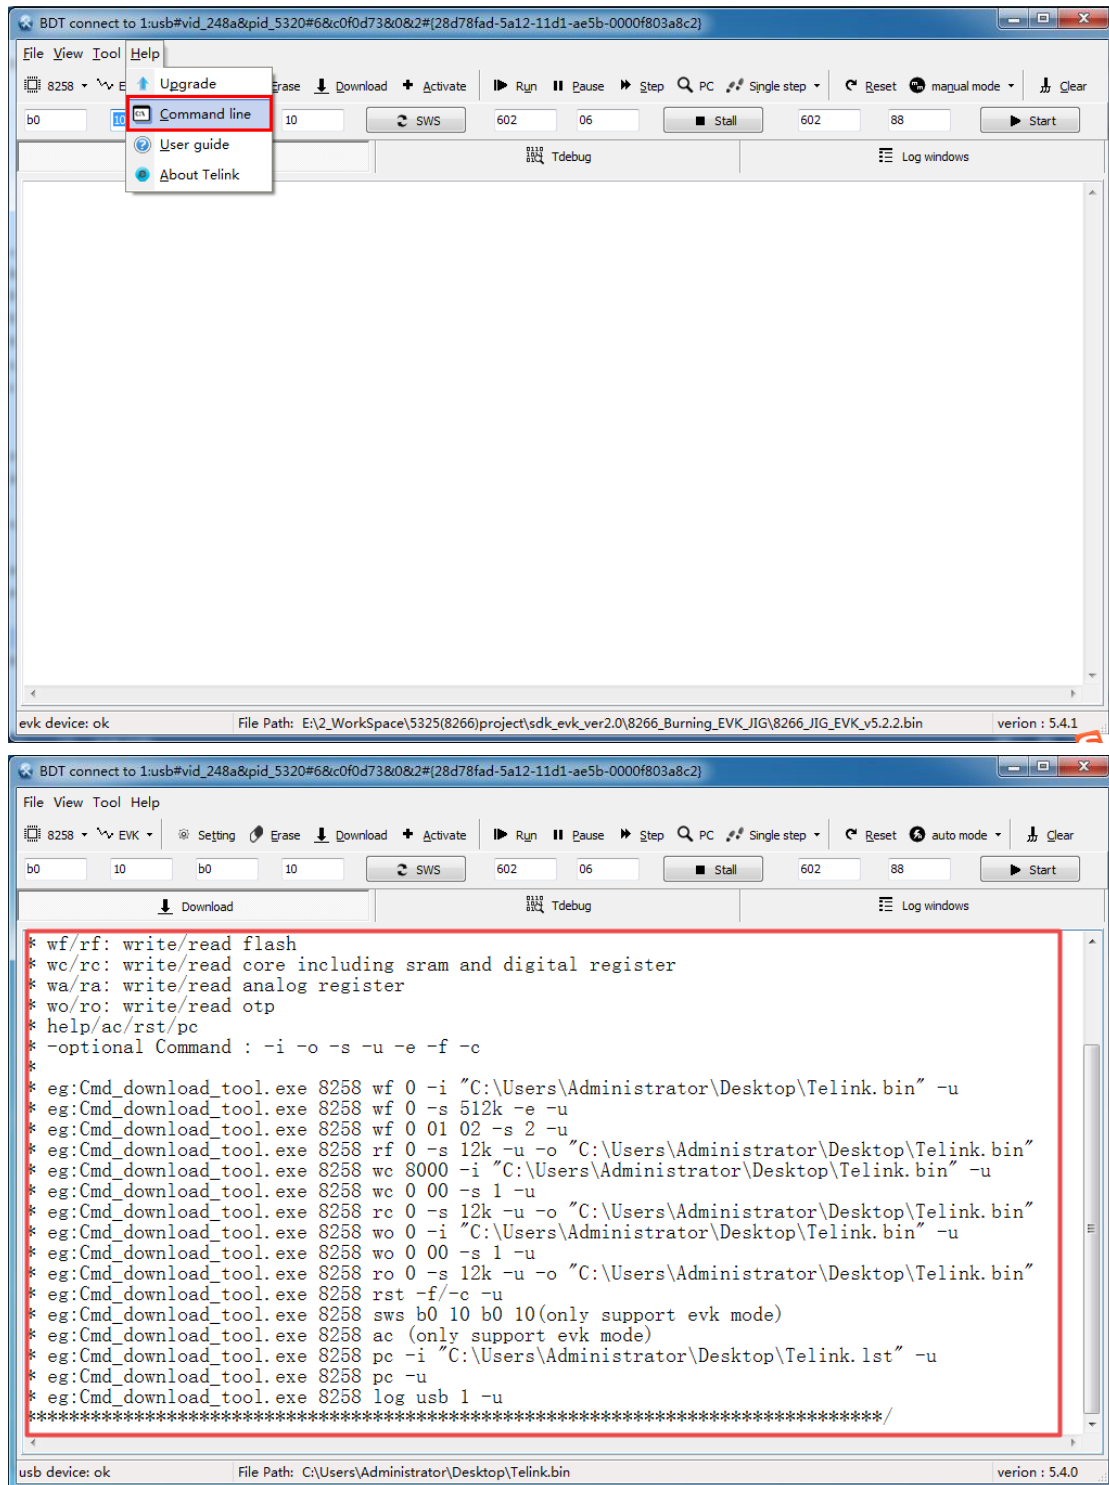 BDT connect to 1:usb#vid_248a&pid_5320#6&c0f0d73&0&2#{28d78fad-5a12-11d1-ae5b-0000f803a8c2}
File View Tool Help
8258 E Erase Download Activate Run Pause Step PC Single step Reset manual mode Clear
Upgrade
Command line
User guide
About Telink
b0 10 10 SWS 602 06 Stall 602 88 Start
Tdebug Log windows
evk device: ok File Path: E:\2_WorkSpace\5325(8266)project\sdk_evk_ver2.0\8266_Burning_EVK_JIG\8266_JIG_EVK_v5.2.2.bin verion : 5.4.1
BDT connect to 1:usb#vid_248a&pid_5320#6&c0f0d73&0&2#{28d78fad-5a12-11d1-ae5b-0000f803a8c2}
File View Tool Help
8258 EVK Setting Erase Download Activate Run Pause Step PC Single step Reset auto mode Clear
b0 10 b0 10 SWS 602 06 Stall 602 88 Start
Download Tdebug Log windows
* wf/rf: write/read flash
* wc/rc: write/read core including sram and digital register
* wa/ra: write/read analog register
* wo/ro: write/read otp
* help/ac/rst/pc
* -optional Command : -i -o -s -u -e -f -c
*
* eg:Cmd_download_tool.exe 8258 wf 0 -i "C:\Users\Administrator\Desktop\Telink.bin" -u
* eg:Cmd_download_tool.exe 8258 wf 0 -s 512k -e -u
* eg:Cmd_download_tool.exe 8258 wf 0 01 02 -s 2 -u
* eg:Cmd_download_tool.exe 8258 rf 0 -s 12k -u -o "C:\Users\Administrator\Desktop\Telink.bin"
* eg:Cmd_download_tool.exe 8258 wc 8000 -i "C:\Users\Administrator\Desktop\Telink.bin" -u
* eg:Cmd_download_tool.exe 8258 wc 0 00 -s 1 -u
* eg:Cmd_download_tool.exe 8258 rc 0 -s 12k -u -o "C:\Users\Administrator\Desktop\Telink.bin"
* eg:Cmd_download_tool.exe 8258 wo 0 -i "C:\Users\Administrator\Desktop\Telink.bin" -u
* eg:Cmd_download_tool.exe 8258 wo 0 00 -s 1 -u
* eg:Cmd_download_tool.exe 8258 ro 0 -s 12k -u -o "C:\Users\Administrator\Desktop\Telink.bin"
* eg:Cmd_download_tool.exe 8258 rst -f/-c -u
* eg:Cmd_download_tool.exe 8258 sws b0 10 b0 10(only support evk mode)
* eg:Cmd_download_tool.exe 8258 ac (only support evk mode)
* eg:Cmd_download_tool.exe 8258 pc -i "C:\Users\Administrator\Desktop\Telink.lst" -u
* eg:Cmd_download_tool.exe 8258 pc -u
* eg:Cmd_download_tool.exe 8258 log usb 1 -u
***********************************************************************************/
usb device: ok File Path: C:\Users\Administrator\Desktop\Telink.bin verion : 5.4.0